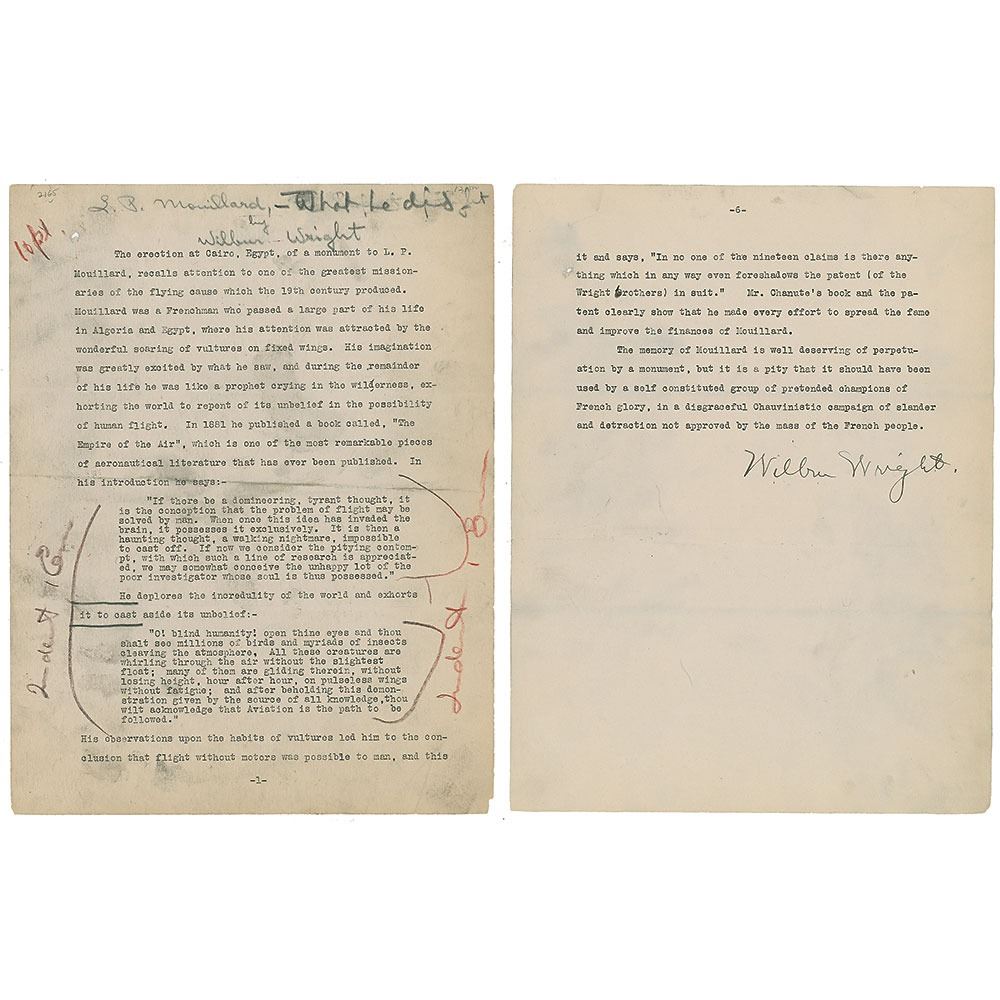 2165
L. P. Mouillard, – What he did
by
Wilbur Wright
10/21
The erection at Cairo, Egypt, of a monument to L. P.
Mouillard, recalls attention to one of the greatest mission-
aries of the flying cause which the 19th century produced.
Mouillard was a Frenchman who passed a large part of his life
in Algeria and Egypt, where his attention was attracted by the
wonderful soaring of vultures on fixed wings. His imagination
was greatly excited by what he saw, and during the remainder
of his life he was like a prophet crying in the wilderness, ex-
horting the world to repent of its unbelief in the possibility
of human flight. In 1881 he published a book called, "The
Empire of the Air", which is one of the most remarkable pieces
of aeronautical literature that has ever been published. In
his introduction he says:-
"If there be a domineering, tyrant thought, it
is the conception that the problem of flight may be
solved by man. When once this idea has invaded the
brain, it possesses it exclusively. It is then a
haunting thought, a walking nightmare, impossible
to cast off. If now we consider the pitying contem-
pt, with which such a line of research is appreciat-
ed, we may somewhat conceive the unhappy lot of the
poor investigator whose soul is thus possessed."
He deplores the incredulity of the world and exhorts
it to cast aside its unbelief:-
"O! blind humanity! open thine eyes and thou
shalt see millions of birds and myriads of insects
cleaving the atmosphere, All these creatures are
whirling through the air without the slightest
float; many of them are gliding therein, without
losing height, hour after hour, on pulseless wings
without fatigue; and after beholding this demon-
stration given by the source of all knowledge,thou
wilt acknowledge that Aviation is the path to be
followed."
His observations upon the habits of vultures led him to the con-
clusion that flight without motors was possible to man, and this
-1-
Indent
Indent
-6-
it and says, "In no one of the nineteen claims is there any-
thing which in any way even foreshadows the patent (of the
Wright Brothers) in suit." Mr. Chanute's book and the pa-
tent clearly show that he made every effort to spread the fame
and improve the finances of Mouillard.
The memory of Mouillard is well deserving of perpetu-
ation by a monument, but it is a pity that it should have been
used by a self constituted group of pretended champions of
French glory, in a disgraceful Chauvinistic campaign of slander
and detraction not approved by the mass of the French people.
Wilbur Wright.